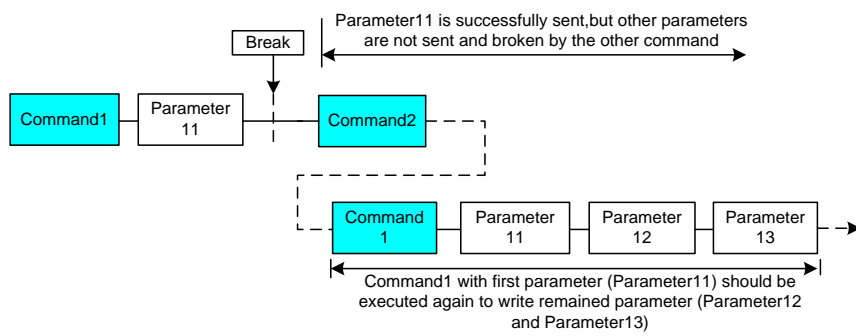 Parameter11 is successfully sent,but other parameters
are not sent and broken by the other command
Break
Command1
Parameter
11
Command2
Command
1
Parameter
11
Parameter
12
Parameter
13
Command1 with first parameter (Parameter11) should be
executed again to write remained parameter (Parameter12
and Parameter13)